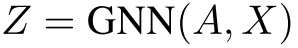 Z = GNN(A, X)